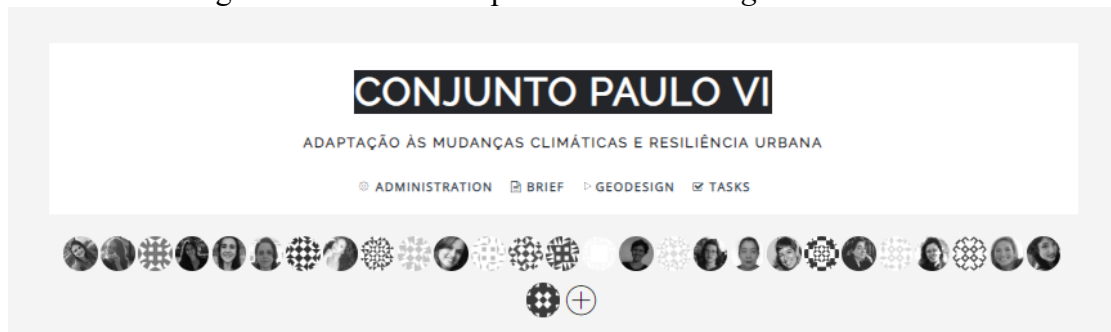 CONJUNTO PAULO VI
ADAPTAÇÃO ÀS MUDANÇAS CLIMÁTICAS E RESILIÊNCIA URBANA
ADMINISTRATION BRIEF GEODESIGN TASKS